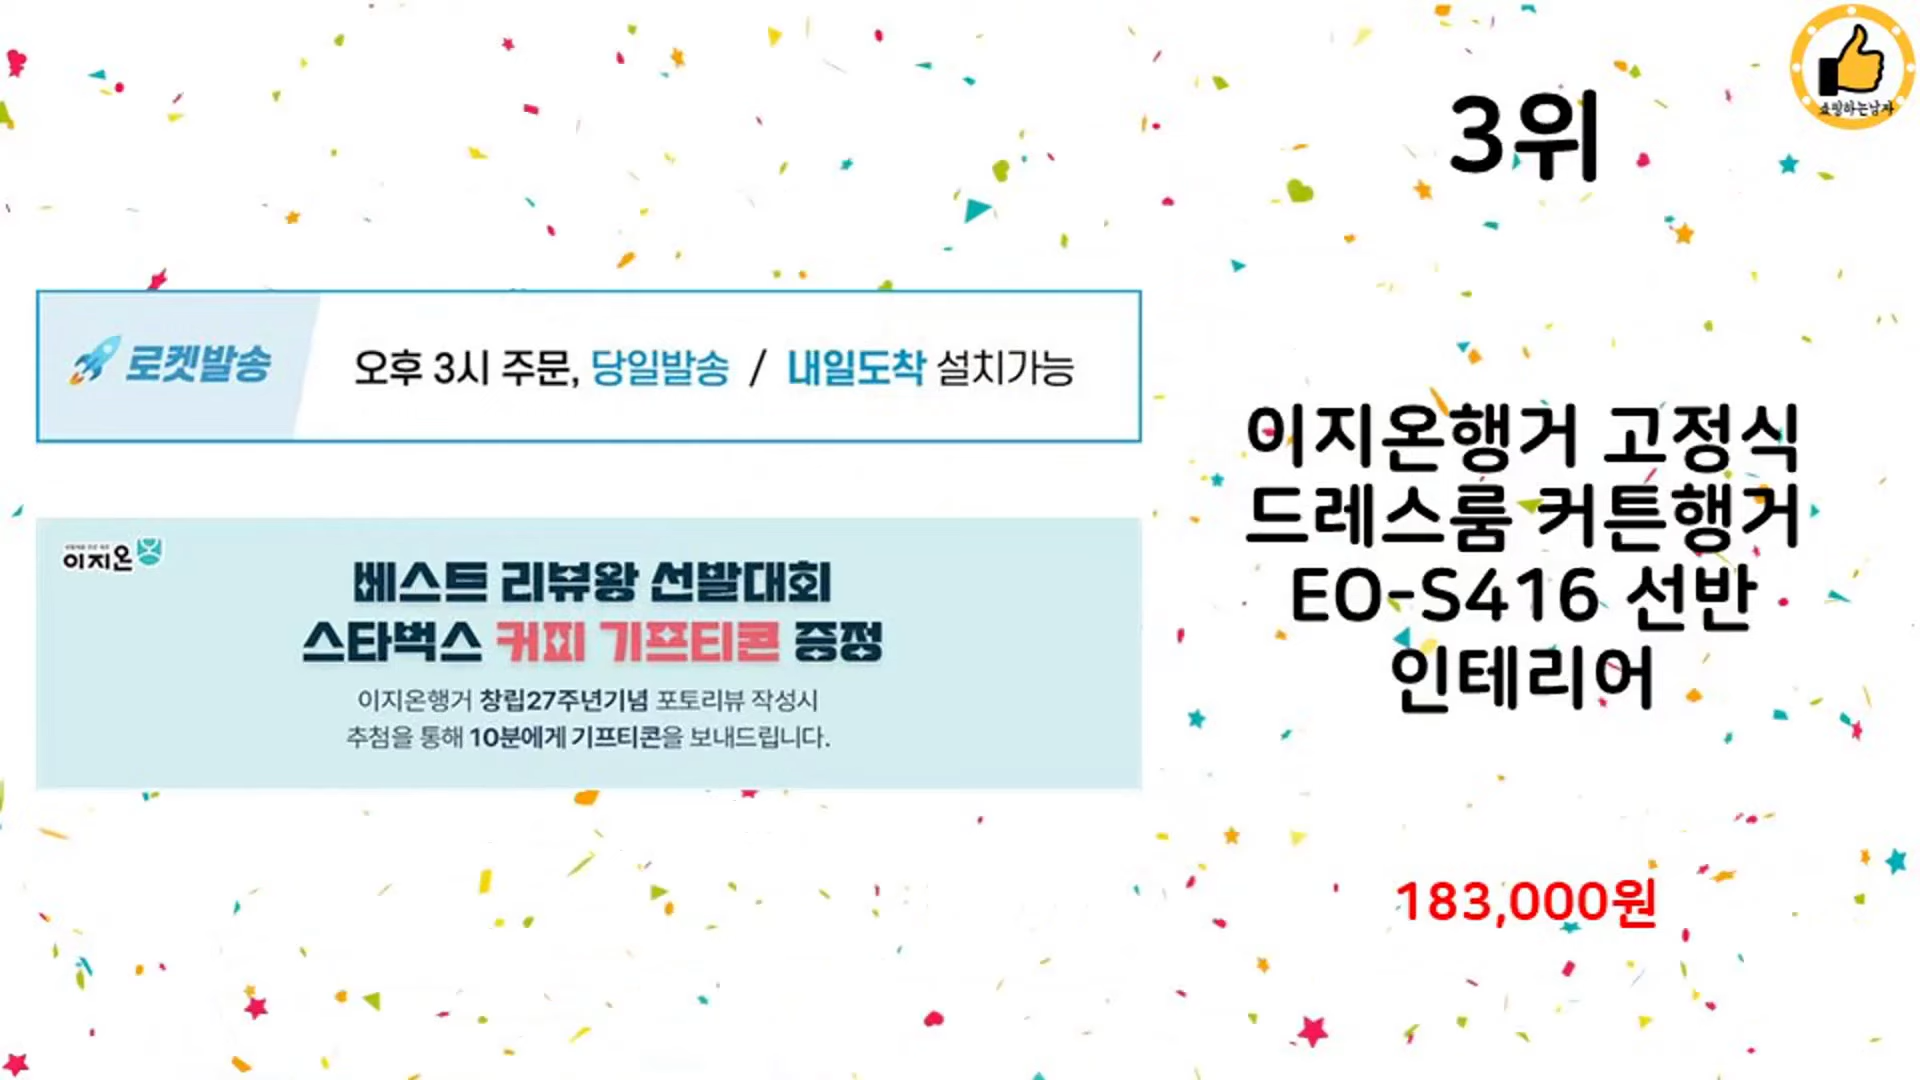 쇼핑하는남자
3위
로켓발송
오후 3시 주문, 당일발송 / 내일도착 설치가능
이지온
베스트 리뷰왕 선발대회
스타벅스 커피 기프티콘 증정
이지온행거 창립27주년기념 포토리뷰 작성시
추첨을 통해 10분에게 기프티콘을 보내드립니다.
이지온행거 고정식
드레스룸 커튼행거
EO-S416 선반
인테리어
183,000원